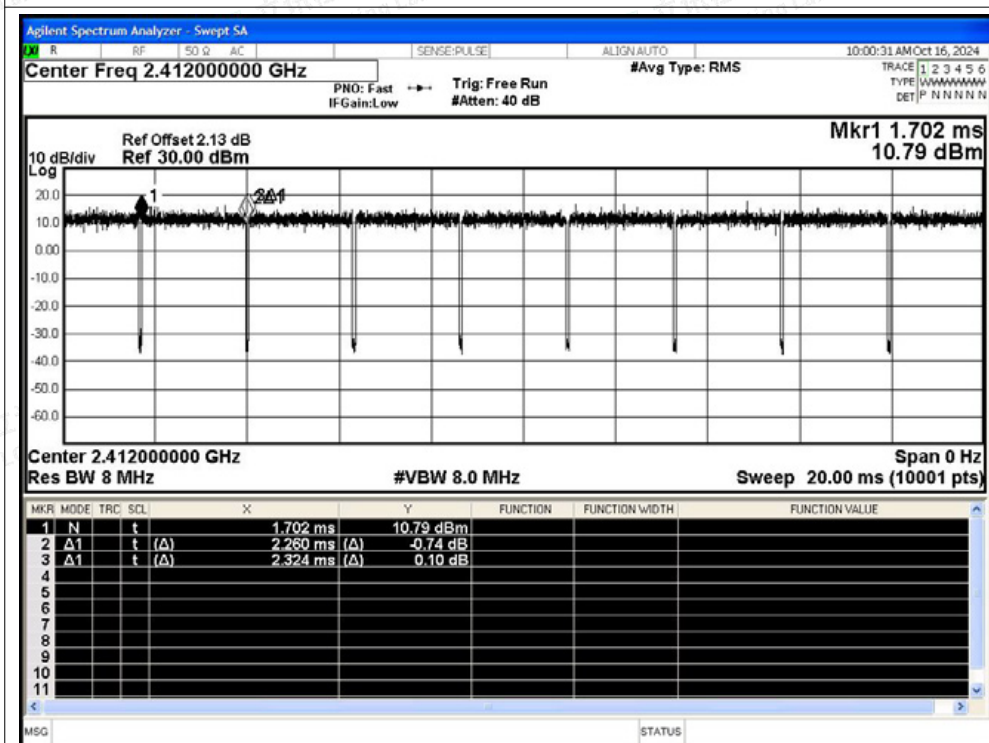 Agilent Spectrum Analyzer - Swept SA
R RF 50 Ω AC SENSE:PULSE ALIGN AUTO 10:00:31 AM Oct 16, 2024
Center Freq 2.412000000 GHz
#Avg Type: RMS
TRACE 1 2 3 4 5 6
PNO: Fast Trig: Free Run
TYPE WWWWWW
IFGain:Low #Atten: 40 dB
DET P N N N N N
Mkr1 1.702 ms
10.79 dBm
Ref Offset 2.13 dB
10 dB/div Ref 30.00 dBm
Log
20.0
10.0
0.00
-10.0
-20.0
-30.0
-40.0
-50.0
-60.0
1
Center 2.412000000 GHz Span 0 Hz
Res BW 8 MHz #VBW 8.0 MHz Sweep 20.00 ms (10001 pts)
MKR MODE TRC SCL X Y FUNCTION FUNCTION WIDTH FUNCTION VALUE
1 N t 1.702 ms 10.79 dBm
2 Δ1 t (Δ) 2.260 ms (Δ) -0.74 dB
3 Δ1 t (Δ) 2.324 ms (Δ) 0.10 dB
4
5
6
7
8
9
10
11
MSG STATUS